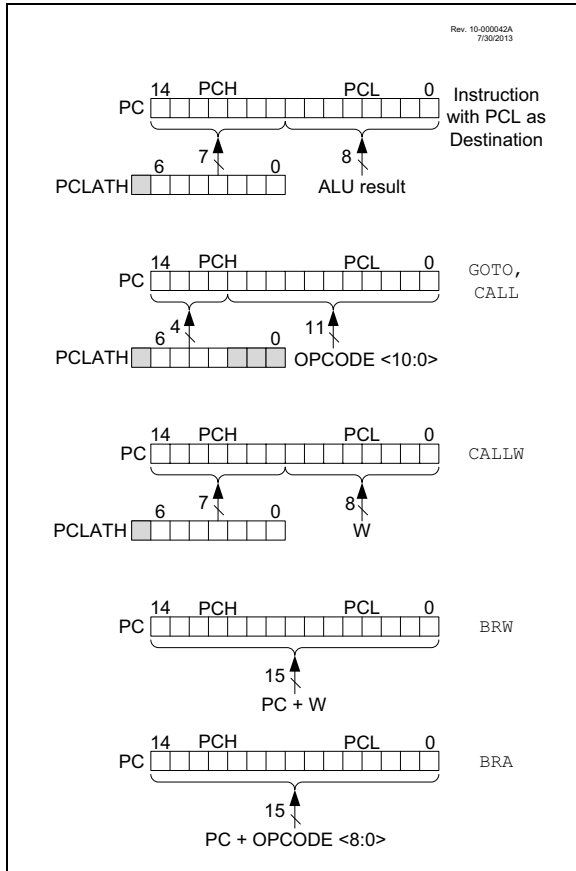 Rev. 10-000042A
7/30/2013
14 PCH PCL 0
PC
Instruction
with PCL as
Destination
7 8
6 0
PCLATH
ALU result
14 PCH PCL 0
PC
GOTO,
CALL
4 11
6 0
PCLATH
OPCODE <10:0>
14 PCH PCL 0
PC
CALLW
7 8
6 0
PCLATH
W
14 PCH PCL 0
PC
BRW
15
PC + W
14 PCH PCL 0
PC
BRA
15
PC + OPCODE <8:0>